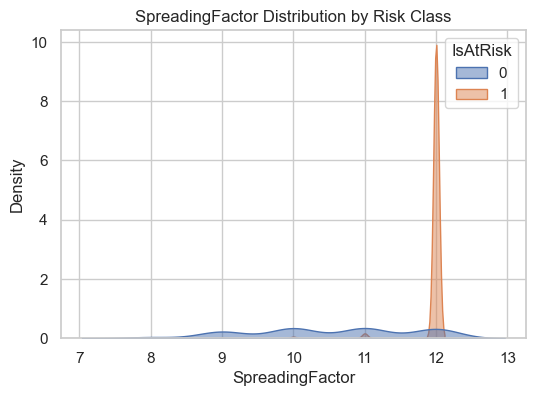 SpreadingFactor Distribution by Risk Class
10
8
6
4
2
0
Density
IsAtRisk
0
1
7 8 9 10 11 12 13
SpreadingFactor